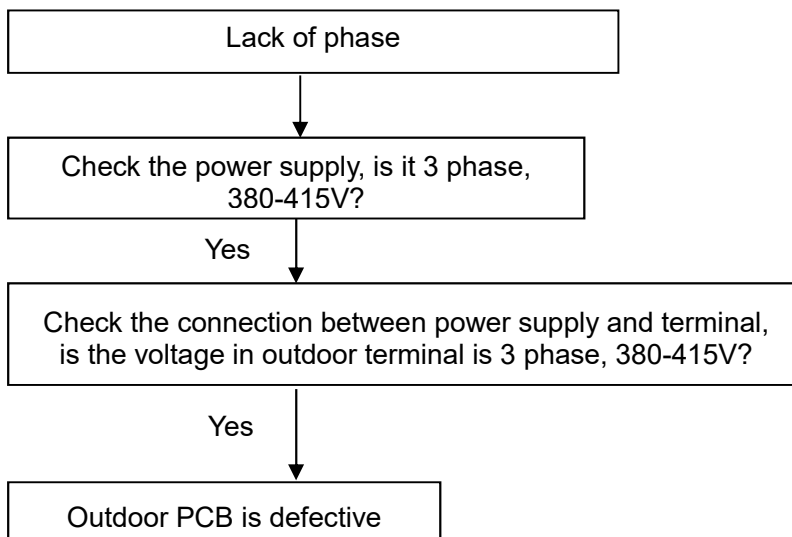 Lack of phase
Check the power supply, is it 3 phase,
380-415V?
Yes
Check the connection between power supply and terminal,
is the voltage in outdoor terminal is 3 phase, 380-415V?
Yes
Outdoor PCB is defective